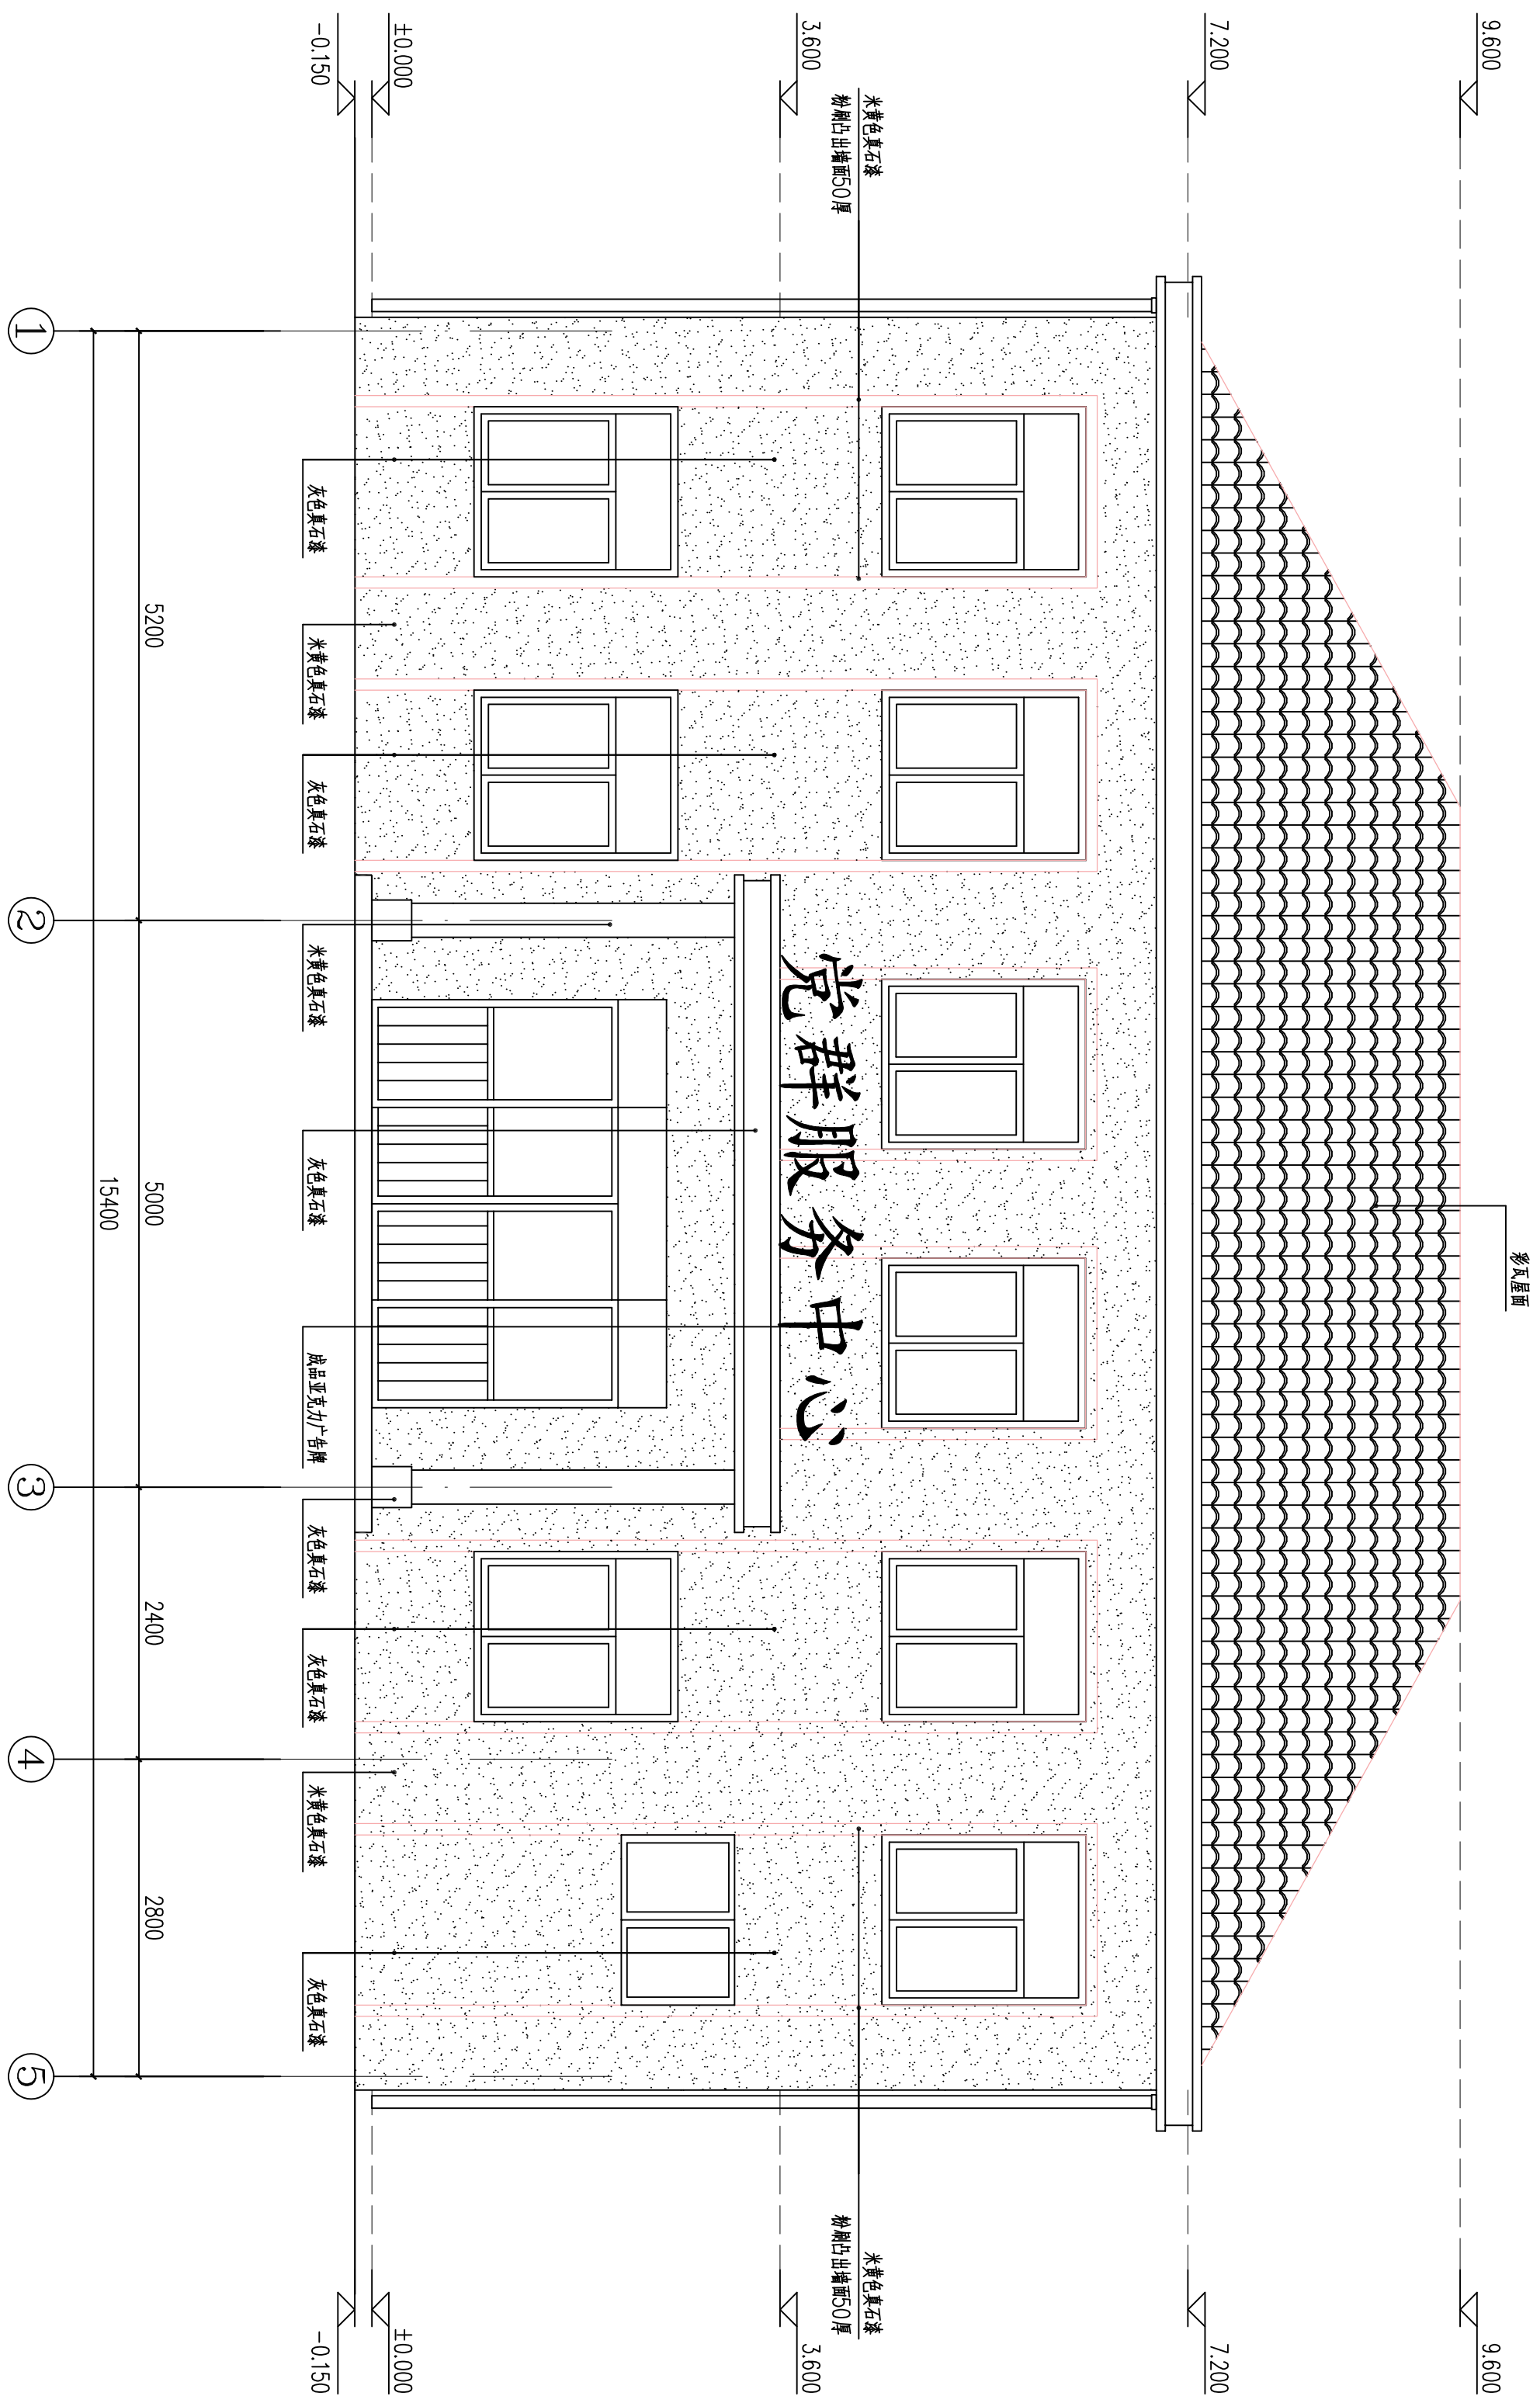 彩瓦屋面
9.600
9.600
7.200
7.200
米黄色真石漆
粉刷凸出墙面50厚
米黄色真石漆
粉刷凸出墙面50厚
3.600
3.600
党群服务中心
±0.000
±0.000
-0.150
-0.150
灰色真石漆
米黄色真石漆
灰色真石漆
米黄色真石漆
灰色真石漆
成品亚克力广告牌
灰色真石漆
灰色真石漆
米黄色真石漆
灰色真石漆
5200
5000
2400
2800
15400
1
2
3
4
5